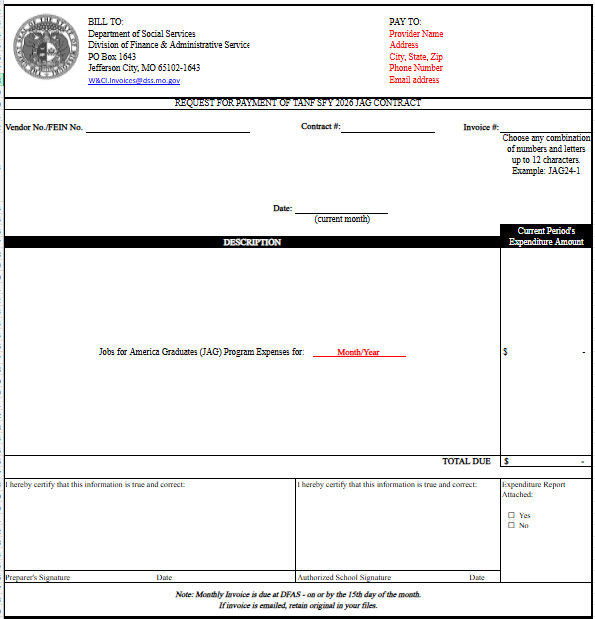 BILL TO:
Department of Social Services
Division of Finance & Administrative Service
PO Box 1643
Jefferson City, MO 65102-1643
W&CI.Invoices@dss.mo.gov
PAY TO:
Provider Name
Address
City, State, Zip
Phone Number
Email address
REQUEST FOR PAYMENT OF TANF SFY 2026 JAG CONTRACT
Vendor No./FEIN No.
Contract #:
Invoice #:
Choose any combination
of numbers and letters
up to 12 characters.
Example: JAG24-1
Date:
(current month)
DESCRIPTION
Current Period's
Expenditure Amount
Jobs for America Graduates (JAG) Program Expenses for: Month/Year
$ -
TOTAL DUE $ -
I hereby certify that this information is true and correct:
Preparer's Signature Date
I hereby certify that this information is true and correct:
Authorized School Signature Date
Expenditure Report
Attached:
☐ Yes
☐ No
Note: Monthly Invoice is due at DFAS - on or by the 15th day of the month.
If invoice is emailed, retain original in your files.